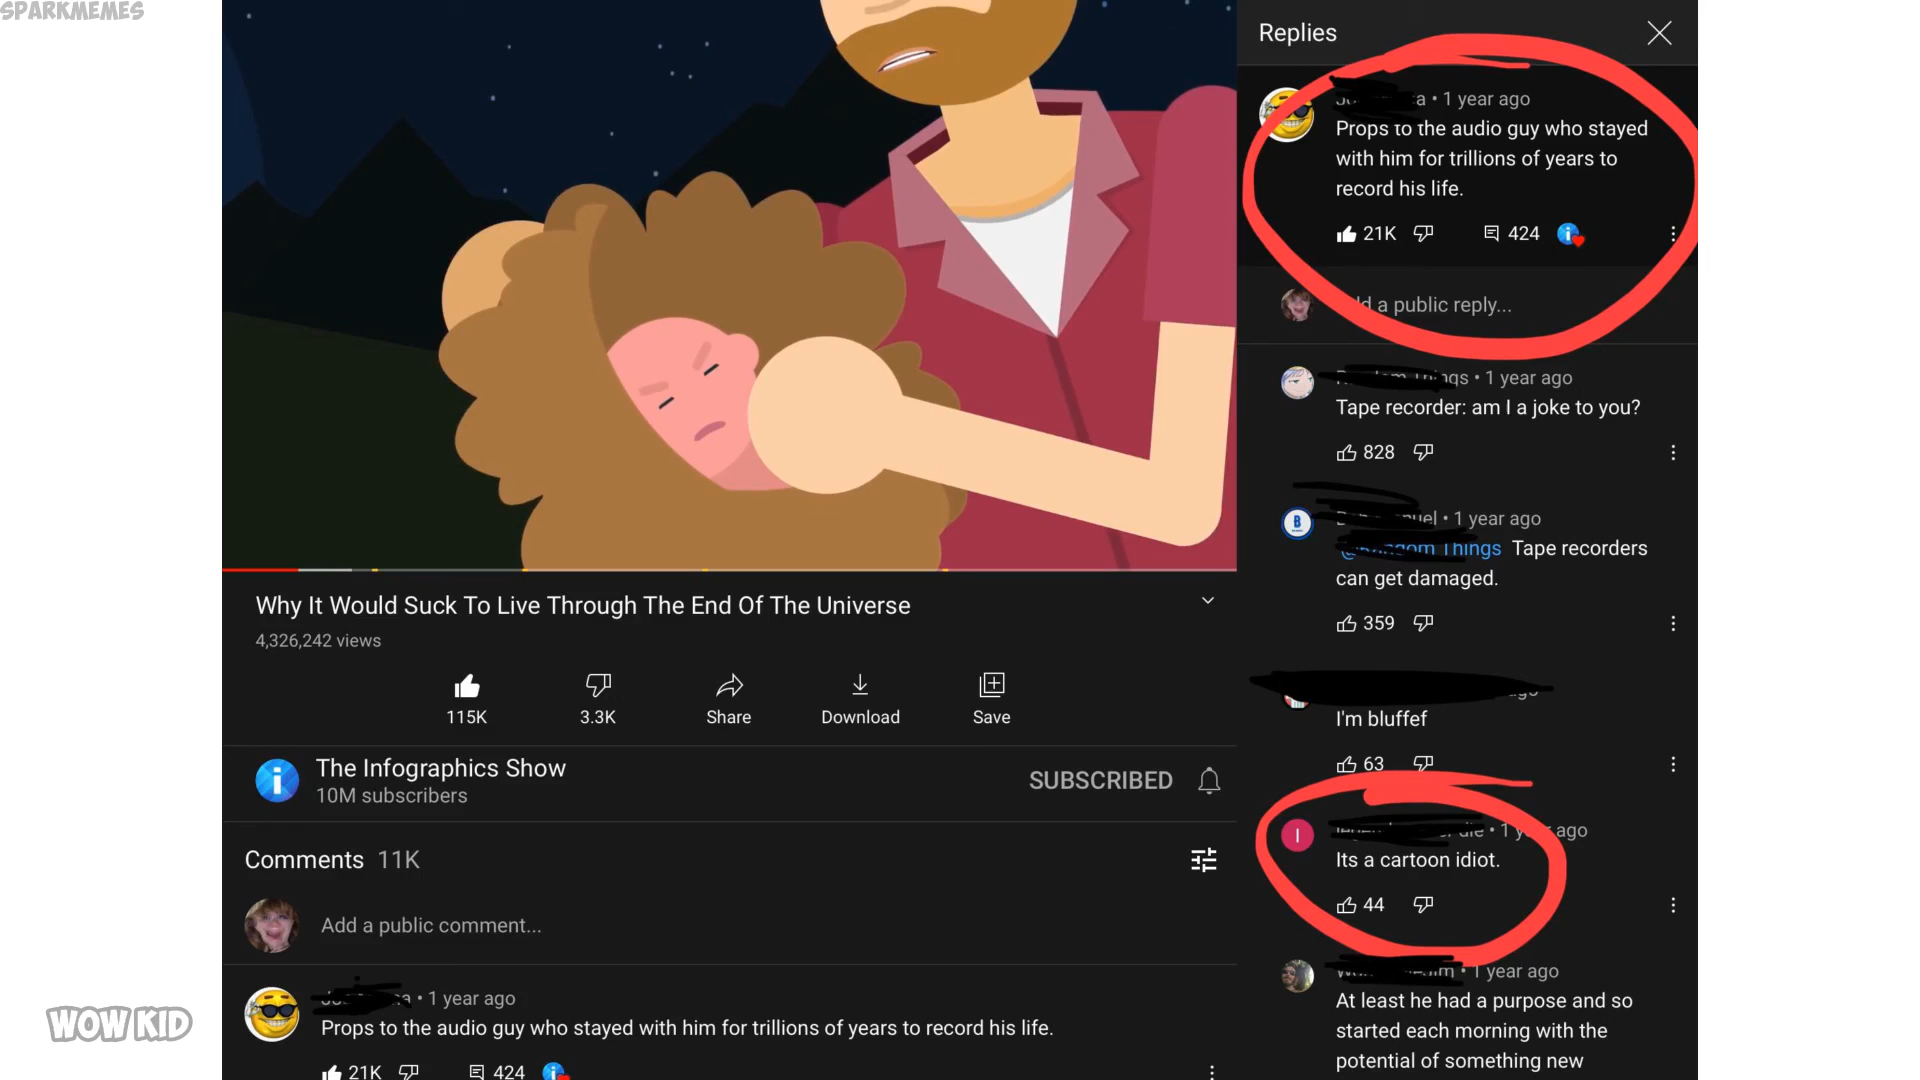 SPARKMEMES
Replies
1 year ago
Props to the audio guy who stayed
with him for trillions of years to
record his life.
21K
424
a public reply...
Things • 1 year ago
Tape recorder: am I a joke to you?
828
1 year ago
Things Tape recorders
can get damaged.
359
I'm bluffef
63
die • 1 year ago
Its a cartoon idiot.
44
1 year ago
At least he had a purpose and so
started each morning with the
potential of something new
Why It Would Suck To Live Through The End Of The Universe
4,326,242 views
115K
3.3K
Share
Download
Save
The Infographics Show
10M subscribers
SUBSCRIBED
Comments 11K
Add a public comment...
1 year ago
Props to the audio guy who stayed with him for trillions of years to record his life.
21K
424
WOW KID